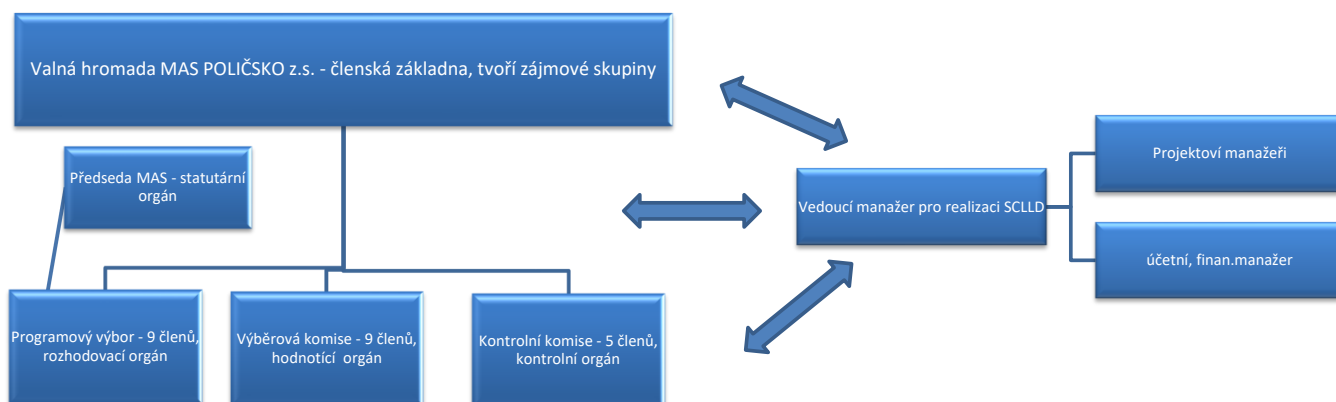 Valná hromada MAS POLIČSKO z.s. - členská základna, tvoří zájmové skupiny
Předseda MAS - statutární
orgán
Programový výbor - 9 členů,
rozhodovací orgán
Výběrová komise - 9 členů,
hodnotící  orgán
Kontrolní komise - 5 členů,
kontrolní orgán
Vedoucí manažer pro realizaci SCLLD
Projektoví manažeři
účetní, finan.manažer